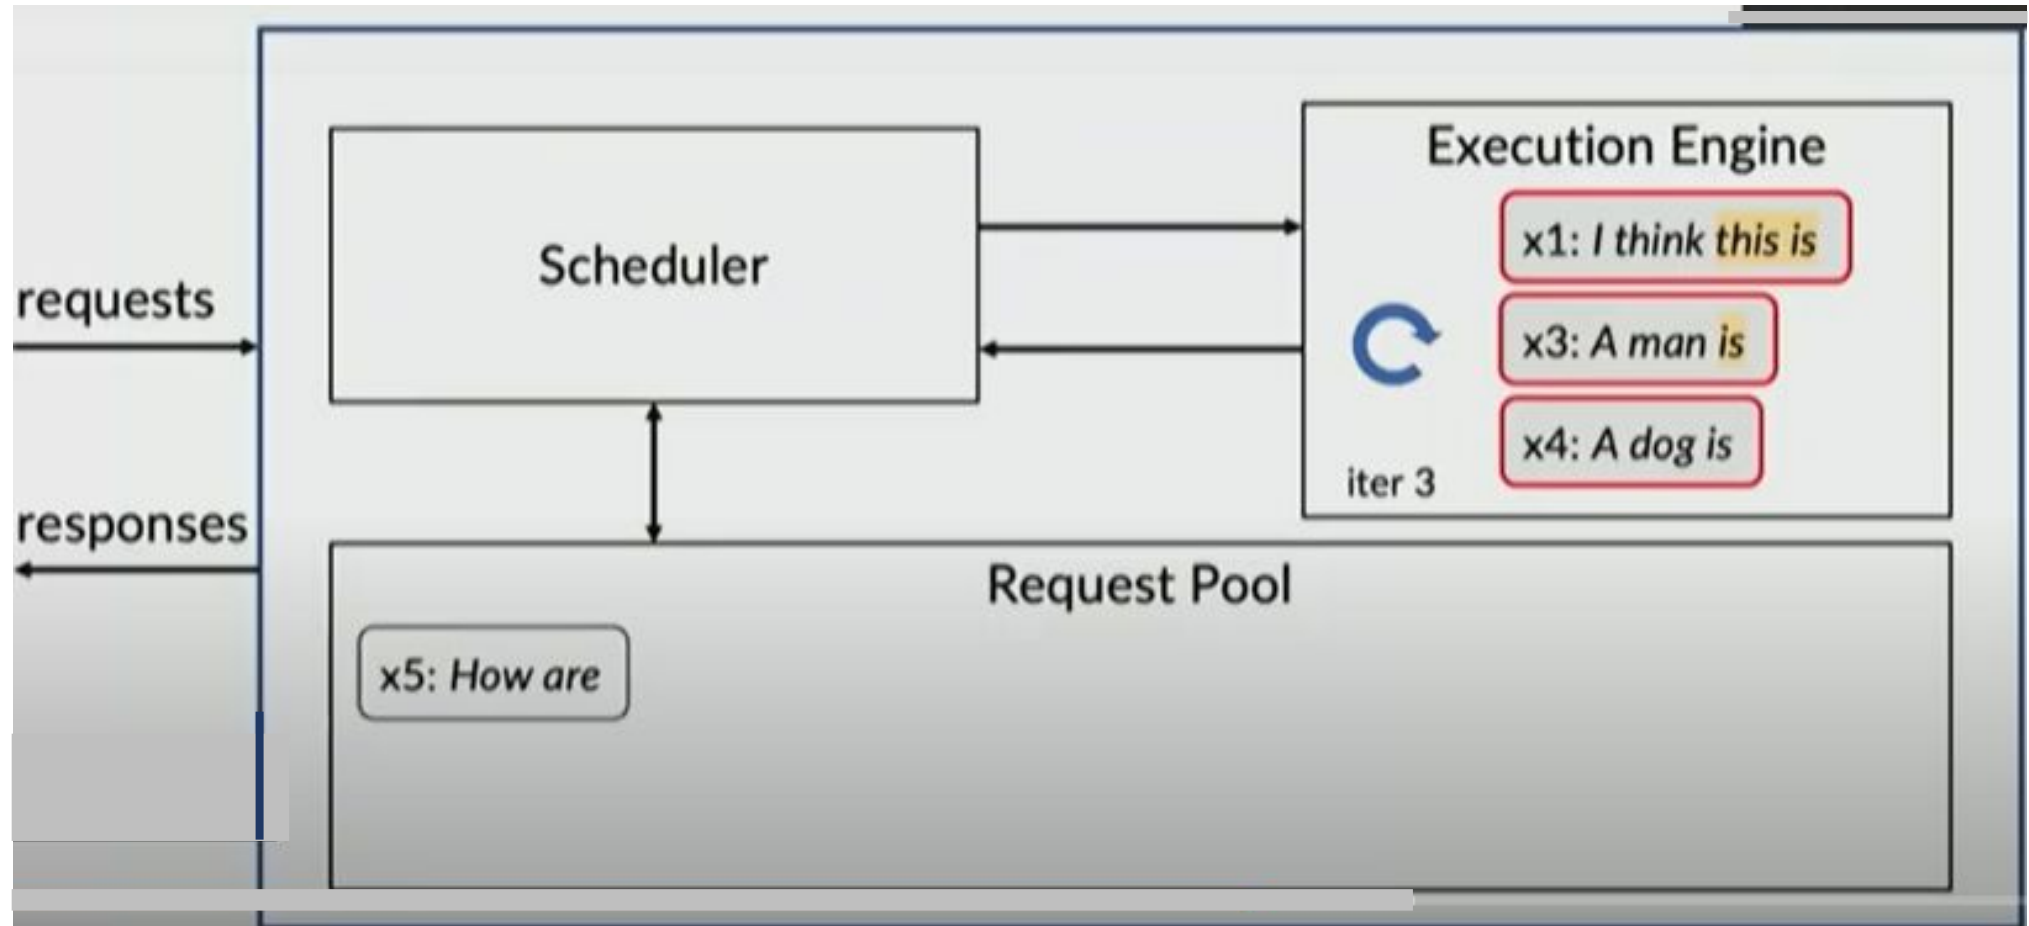 requests
responses
Scheduler
Execution Engine
x1: I think this is
x3: A man is
x4: A dog is
iter 3
Request Pool
x5: How are